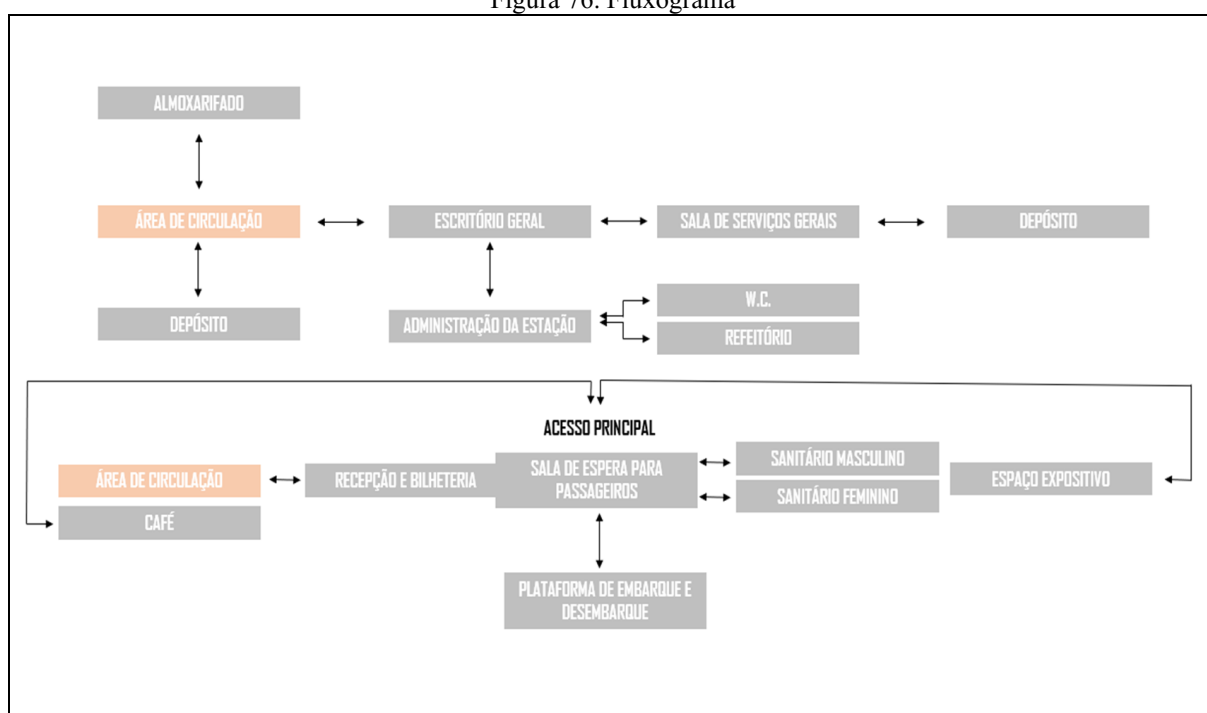 Figura 76: Fluxograma
ALMOXARIFADO
ÁREA DE CIRCULAÇÃO
ESCRITÓRIO GERAL
SALA DE SERVIÇOS GERAIS
DEPÓSITO
DEPÓSITO
ADMINISTRAÇÃO DA ESTAÇÃO
W.C.
REFEITÓRIO
ACESSO PRINCIPAL
ÁREA DE CIRCULAÇÃO
RECEPÇÃO E BILHETERIA
SALA DE ESPERA PARA
PASSAGEIROS
SANITÁRIO MASCULINO
SANITÁRIO FEMININO
ESPAÇO EXPOSITIVO
CAFÉ
PLATAFORMA DE EMBARQUE E
DESEMBARQUE